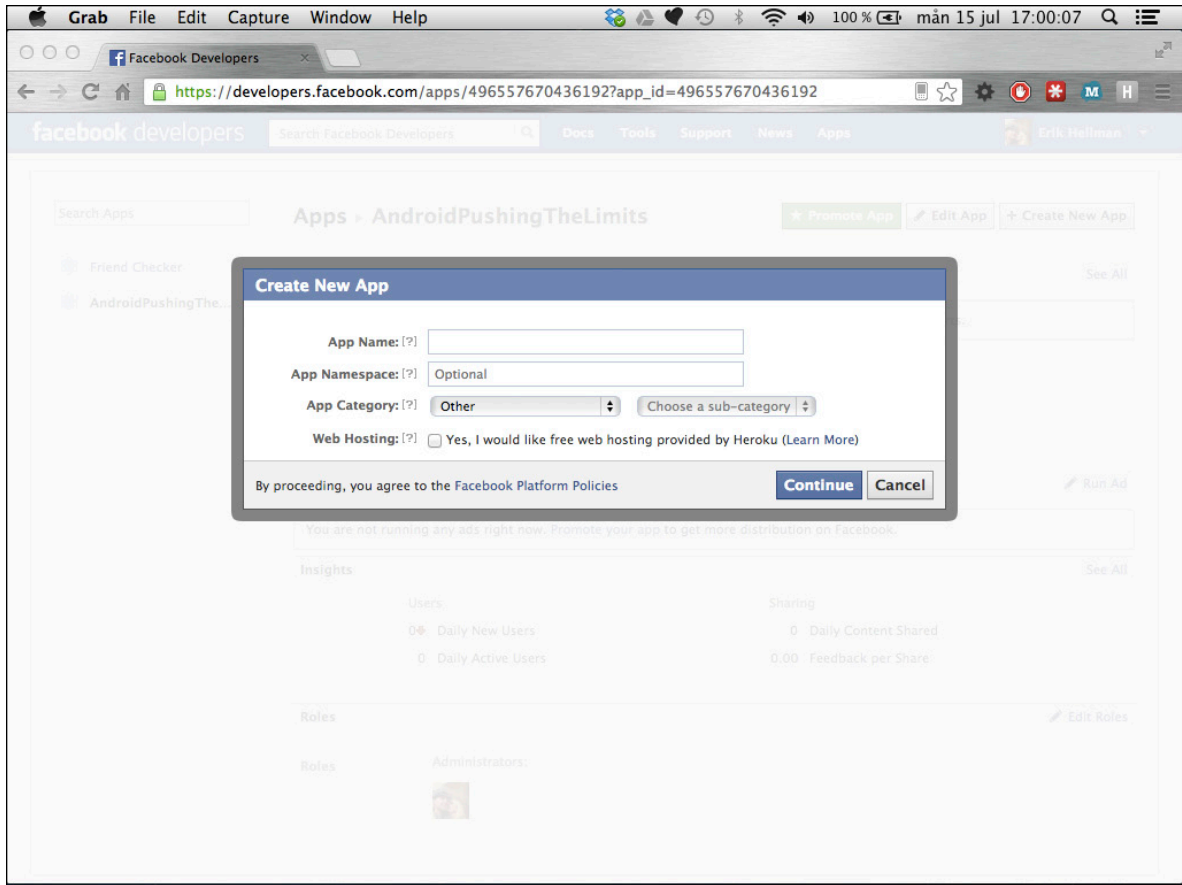 Grab File Edit Capture Window Help 100 % mån 15 jul 17:00:07
Facebook Developers
https://developers.facebook.com/apps/496557670436192?app_id=496557670436192
facebook developers Search Facebook Developers Docs Tools Support News Apps Erik Hellman
Search Apps Apps ▸ AndroidPushingTheLimits Promote App Edit App + Create New App
Friend Checker See All
AndroidPushingThe...
Create New App
App Name: [?]
App Namespace: [?] Optional
App Category: [?] Other Choose a sub-category
Web Hosting: [?] Yes, I would like free web hosting provided by Heroku (Learn More)
By proceeding, you agree to the Facebook Platform Policies Continue Cancel
Run Ad
You are not running any ads right now. Promote your app to get more distribution on Facebook.
Insights See All
Users Sharing
0 Daily New Users 0 Daily Content Shared
0 Daily Active Users 0,00 Feedback per Share
Roles Edit Roles
Roles Administrators: